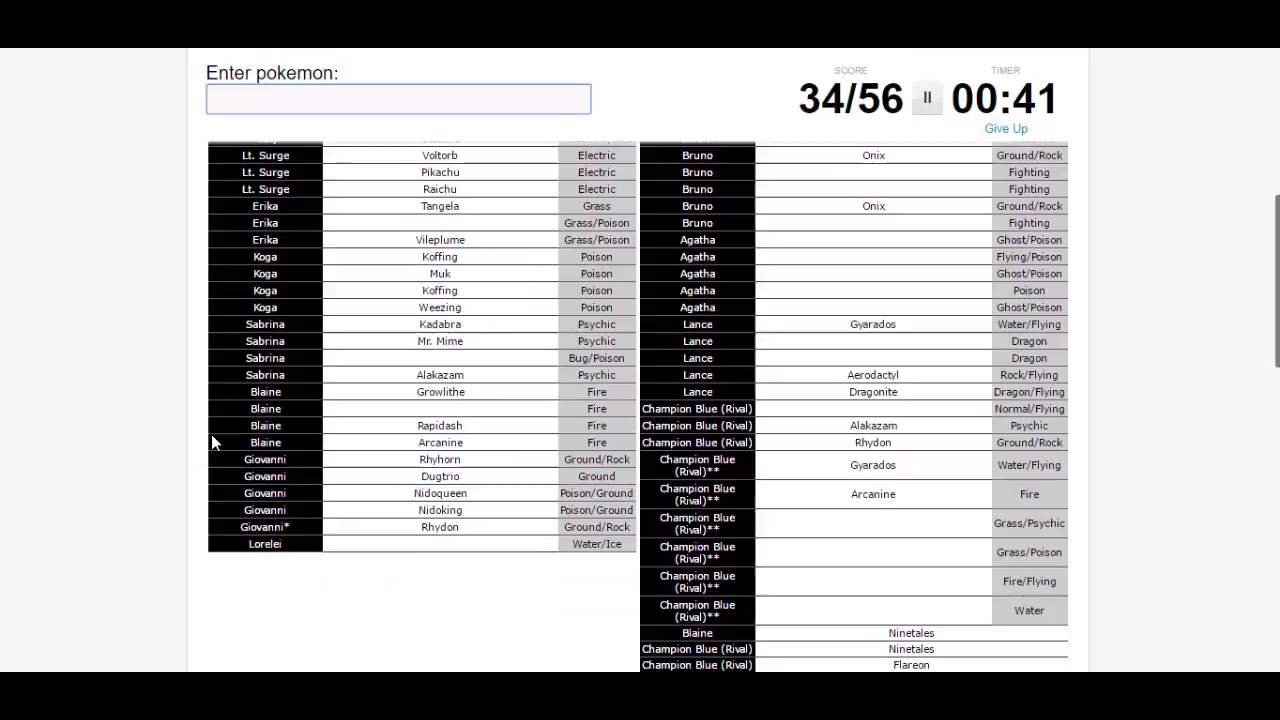 Enter pokemon:
SCORE
34/56
TIMER
00:41
Give Up
Lt. Surge Voltorb Electric
Lt. Surge Pikachu Electric
Lt. Surge Raichu Electric
Erika Tangela Grass
Erika Grass/Poison
Erika Vileplume Grass/Poison
Koga Koffing Poison
Koga Muk Poison
Koga Koffing Poison
Koga Weezing Poison
Sabrina Kadabra Psychic
Sabrina Mr. Mime Psychic
Sabrina Bug/Poison
Sabrina Alakazam Psychic
Blaine Growlithe Fire
Blaine Fire
Blaine Rapidash Fire
Blaine Arcanine Fire
Giovanni Rhyhorn Ground/Rock
Giovanni Dugtrio Ground
Giovanni Nidoqueen Poison/Ground
Giovanni Nidoking Poison/Ground
Giovanni* Rhydon Ground/Rock
Lorelei Water/Ice
Bruno Onix Ground/Rock
Bruno Fighting
Bruno Fighting
Bruno Onix Ground/Rock
Bruno Fighting
Agatha Ghost/Poison
Agatha Flying/Poison
Agatha Ghost/Poison
Agatha Poison
Agatha Ghost/Poison
Lance Gyarados Water/Flying
Lance Dragon
Lance Dragon
Lance Aerodactyl Rock/Flying
Lance Dragonite Dragon/Flying
Champion Blue (Rival) Normal/Flying
Champion Blue (Rival) Alakazam Psychic
Champion Blue (Rival) Rhydon Ground/Rock
Champion Blue
(Rival)** Gyarados Water/Flying
Champion Blue
(Rival)** Arcanine Fire
Champion Blue
(Rival)** Grass/Psychic
Champion Blue
(Rival)** Grass/Poison
Champion Blue
(Rival)** Fire/Flying
Champion Blue
(Rival)** Water
Blaine Ninetales
Champion Blue (Rival) Ninetales
Champion Blue (Rival) Flareon